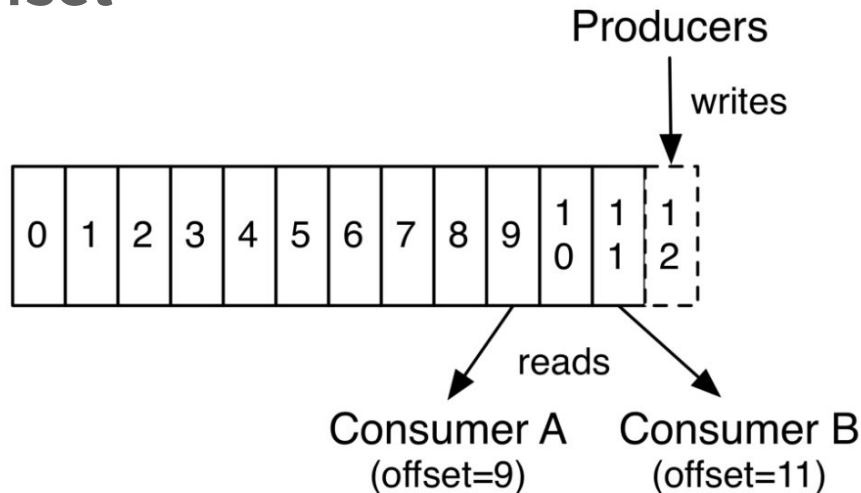 Producers
writes
0 1 2 3 4 5 6 7 8 9 10 11 12
reads
Consumer A Consumer B
(offset=9) (offset=11)